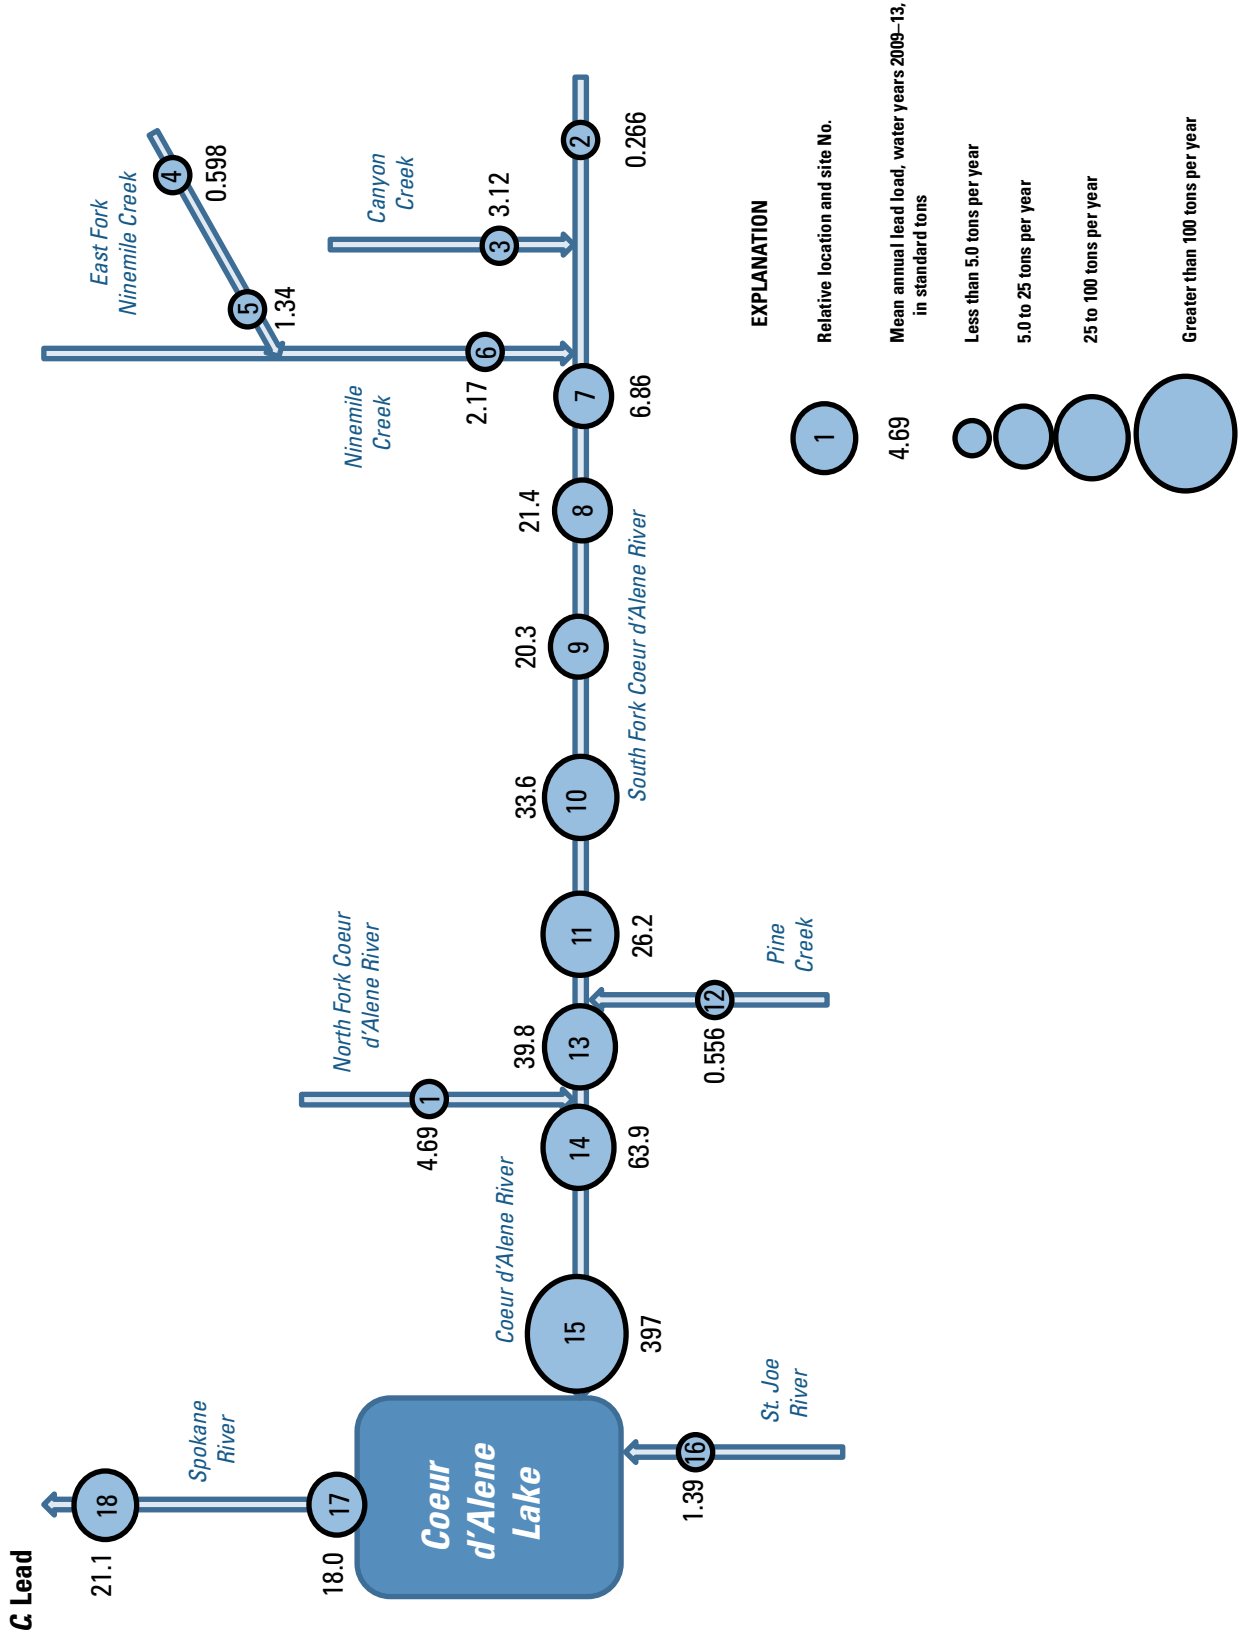 C. Lead
East Fork
Ninemile Creek
4
0.598
5
1.34
Canyon
Creek
3
3.12
2
0.266
Ninemile
Creek
6
2.17
7
6.86
8
21.4
9
20.3
South Fork Coeur d'Alene River
10
33.6
11
26.2
North Fork Coeur
d'Alene River
1
4.69
Pine
Creek
12
0.556
13
39.8
14
63.9
Coeur d'Alene River
15
397
St. Joe
River
16
1.39
Coeur
d'Alene
Lake
Spokane
River
17
18.0
18
21.1
EXPLANATION
1
Relative location and site No.
4.69
Mean annual lead load, water years 2009–13,
in standard tons
Less than 5.0 tons per year
5.0 to 25 tons per year
25 to 100 tons per year
Greater than 100 tons per year